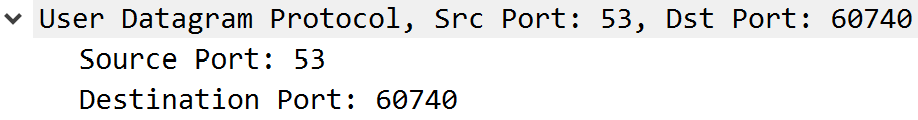 User Datagram Protocol, Src Port: 53, Dst Port: 60740
Source Port: 53
Destination Port: 60740